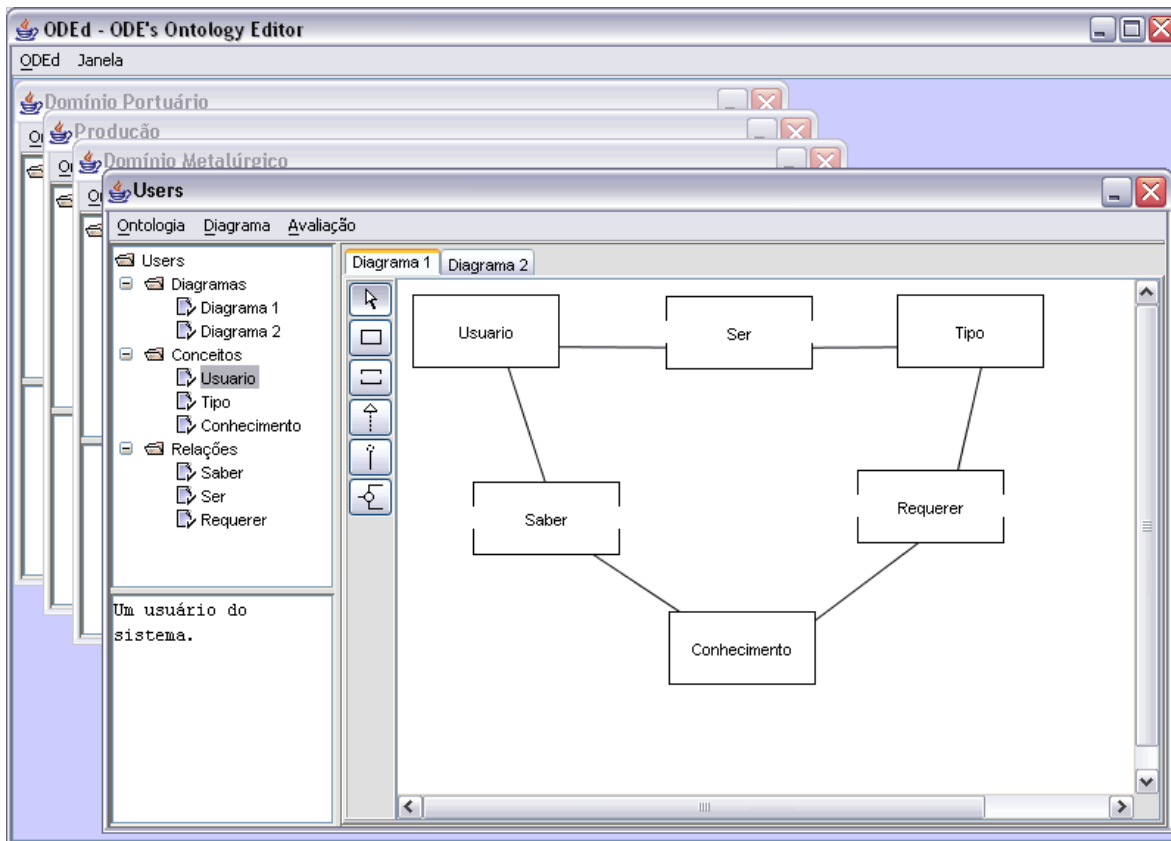 ODEd - ODE's Ontology Editor
ODEd Janela
Domínio Portuário
Producão
Domínio Metalúrgico
Users
Ontologia Diagrama Avaliação
Users
Diagramas
Diagrama 1
Diagrama 2
Conceitos
Usuario
Tipo
Conhecimento
Relações
Saber
Ser
Requerer
Um usuário do
sistema.
Diagrama 1 Diagrama 2
Usuario Ser Tipo
Saber Requerer
Conhecimento